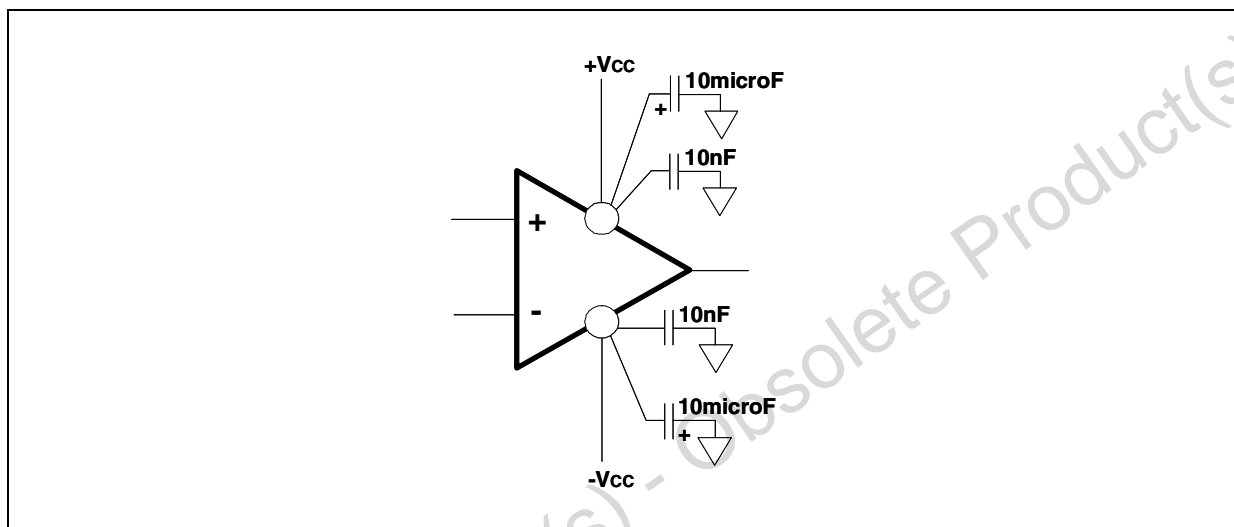 +Vcc
10microF
+
10nF
+
-
10nF
10microF
+
-Vcc
(s) - Obsolete Product(s